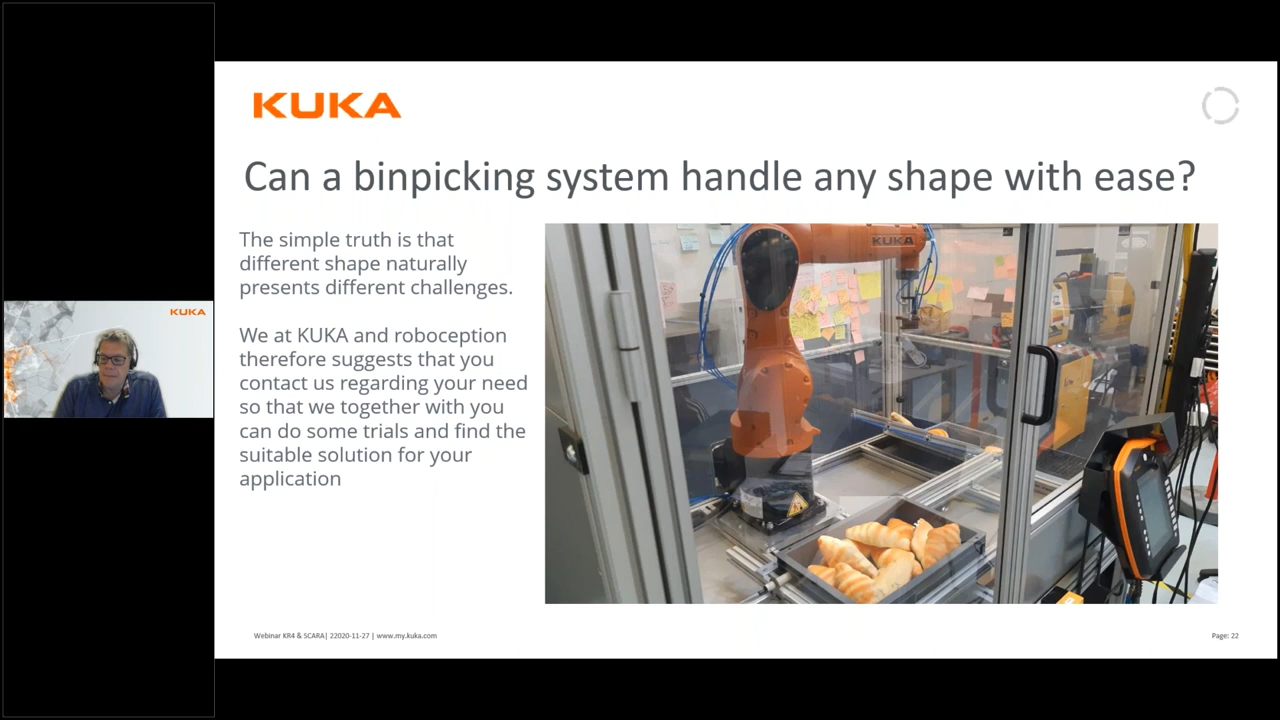 KUKA
Can a binpicking system handle any shape with ease?
The simple truth is that
different shape naturally
presents different challenges.
We at KUKA and roboception
therefore suggests that you
contact us regarding your need
so that we together with you
can do some trials and find the
suitable solution for your
application
KUKA
KUKA
Webinar KR4 & SCARA| 22020-11-27 | www.my.kuka.com
Page: 22